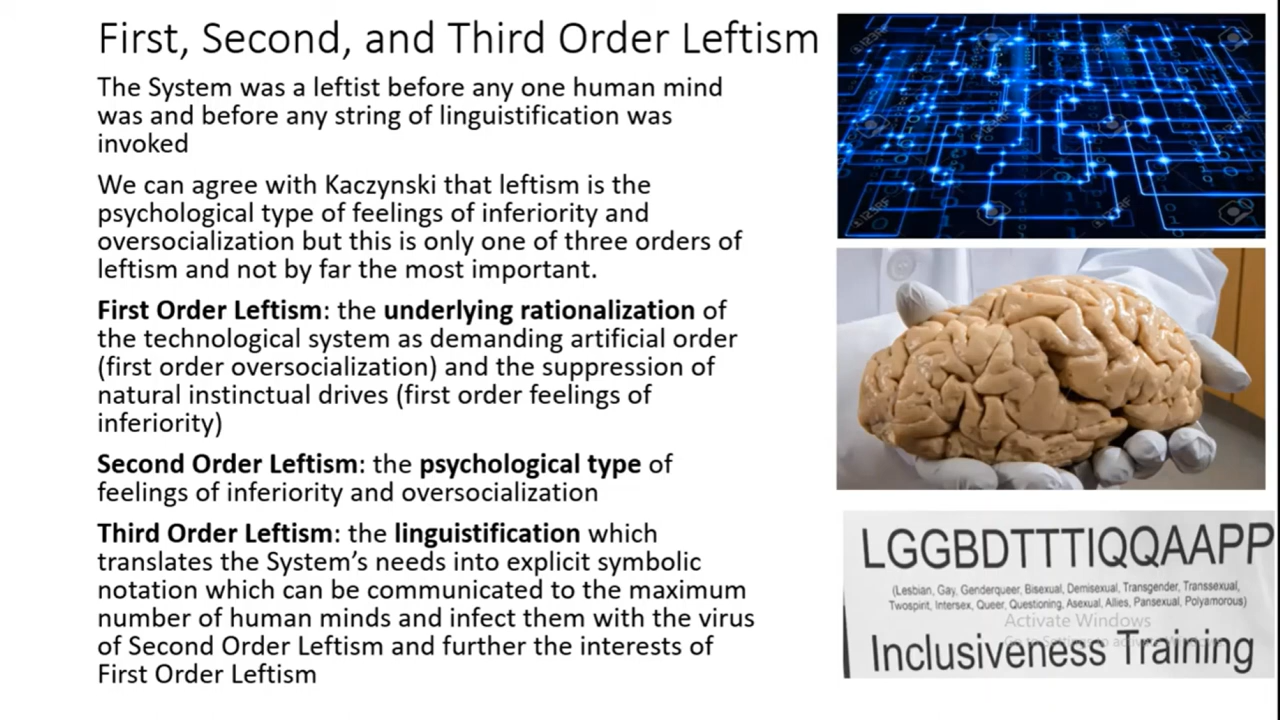 First, Second, and Third Order Leftism
The System was a leftist before any one human mind
was and before any string of linguistification was
invoked
We can agree with Kaczynski that leftism is the
psychological type of feelings of inferiority and
oversocialization but this is only one of three orders of
leftism and not by far the most important.
First Order Leftism: the underlying rationalization of
the technological system as demanding artificial order
(first order oversocialization) and the suppression of
natural instinctual drives (first order feelings of
inferiority)
Second Order Leftism: the psychological type of
feelings of inferiority and oversocialization
Third Order Leftism: the linguistification which
translates the System's needs into explicit symbolic
notation which can be communicated to the maximum
number of human minds and infect them with the virus
of Second Order Leftism and further the interests of
First Order Leftism
123RF
LGGBDTTTIQQAAPP
(Lesbian, Gay, Genderqueer, Bisexual, Demisexual, Transgender, Transsexual,
Twospirit, Intersex, Queer, Questioning, Asexual, Allies, Pansexual, Polyamorous)
Activate Windows
Go to Settings to activate
Inclusiveness Training